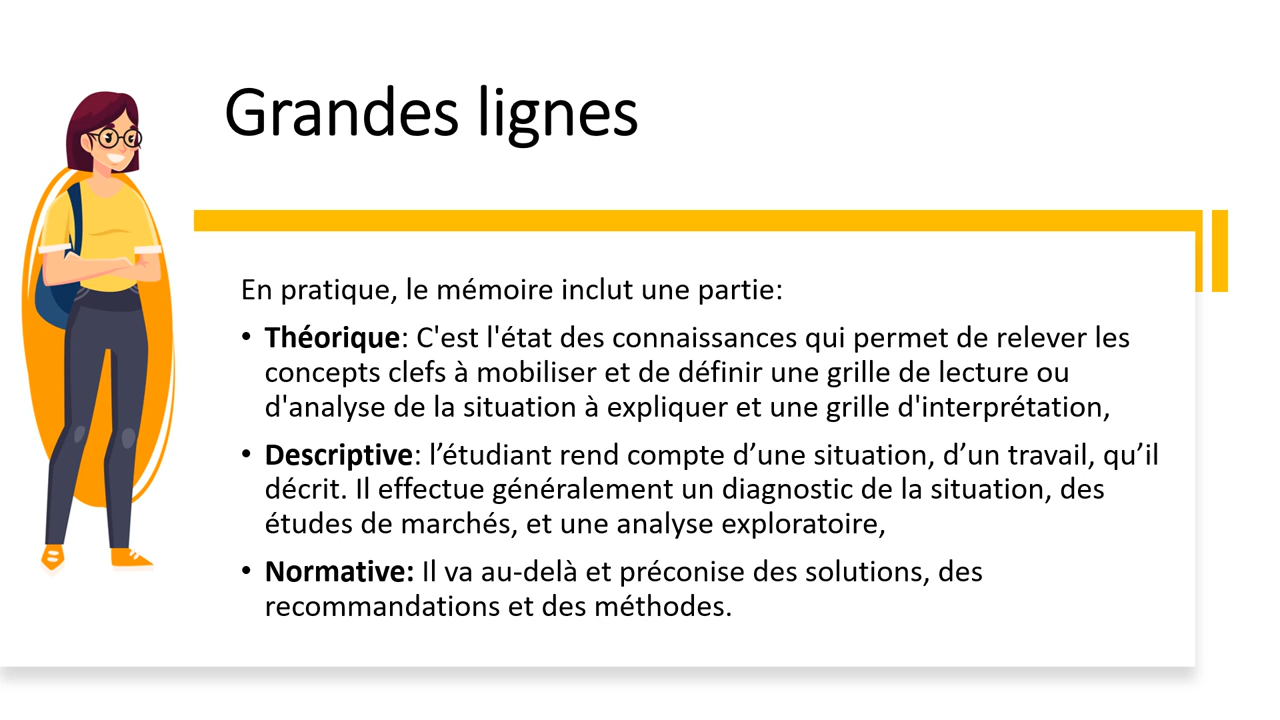 Grandes lignes
En pratique, le mémoire inclut une partie:
• Théorique: C'est l'état des connaissances qui permet de relever les
concepts clefs à mobiliser et de définir une grille de lecture ou
d'analyse de la situation à expliquer et une grille d'interprétation,
• Descriptive: l’étudiant rend compte d’une situation, d’un travail, qu’il
décrit. Il effectue généralement un diagnostic de la situation, des
études de marchés, et une analyse exploratoire,
• Normative: Il va au-delà et préconise des solutions, des
recommandations et des méthodes.